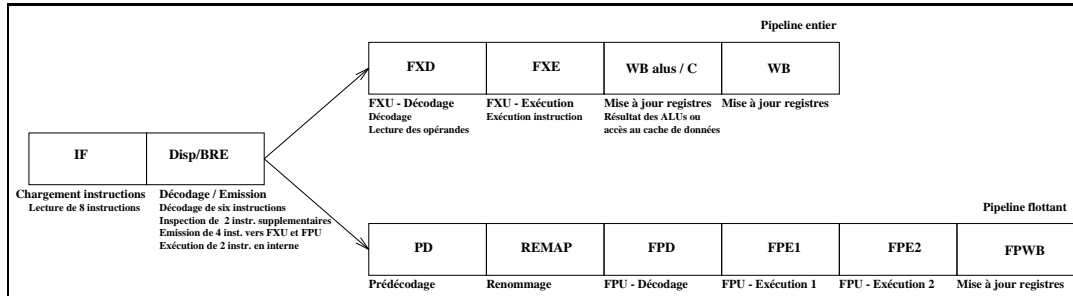 Pipeline entier
FXD
FXE
WB alus / C
WB
FXU - Décodage
Décodage
Lecture des opérandes
FXU - Exécution
Exécution instruction
Mise à jour registres
Résultat des ALUs ou
accès au cache de données
Mise à jour registres
IF
Disp/BRE
Chargement instructions
Lecture de 8 instructions
Décodage / Emission
Décodage de six instructions
Inspection de 2 instr. supplementaires
Emission de 4 inst. vers FXU et FPU
Exécution de 2 instr. en interne
Pipeline flottant
PD
REMAP
FPD
FPE1
FPE2
FPWB
Prédécodage
Renommage
FPU - Décodage
FPU - Exécution 1
FPU - Exécution 2
Mise à jour registres